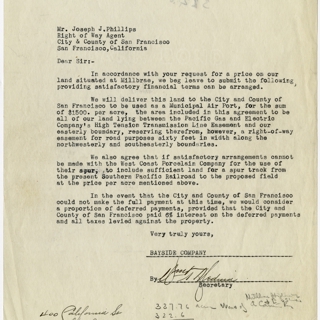 Mr. Joseph J. Phillips
Right of Way Agent
City & County of San Francisco
San Francisco, California
Dear Sir:-
In accordance with your request for a price on our
land situated at Millbrae, we beg leave to submit the following,
providing satisfactory financial terms can be arranged.
We will deliver this land to the City and County of
San Francisco to be used as a Municipal Air Port, for the sum
of $1500. per acre, the area included in this agreement to be
all of our land lying between the Pacific Gas and Electric
Company's High Tension Transmission Line Easement and our
easterly boundary, reserving therefrom, however, a right-of-way
easement for road purposes sixty feet in width along the
northwesterly and southeasterly boundaries.
We also agree that if satisfactory arrangements cannot
be made with the West Coast Porcelain Company for the use of
their spur, to include sufficient land for a spur track from
the present Southern Pacific Railroad to the proposed field
at the price per acre mentioned above.
In the event that the City and County of San Francisco
could not make the full payment at this time, we would consider
a proportion of deferred payments, provided that the City and
County of San Francisco paid 6% interest on the deferred payments
and all taxes levied against the property.
Very truly yours,
BAYSIDE COMPANY
By
Secretary
400 California St
337.76